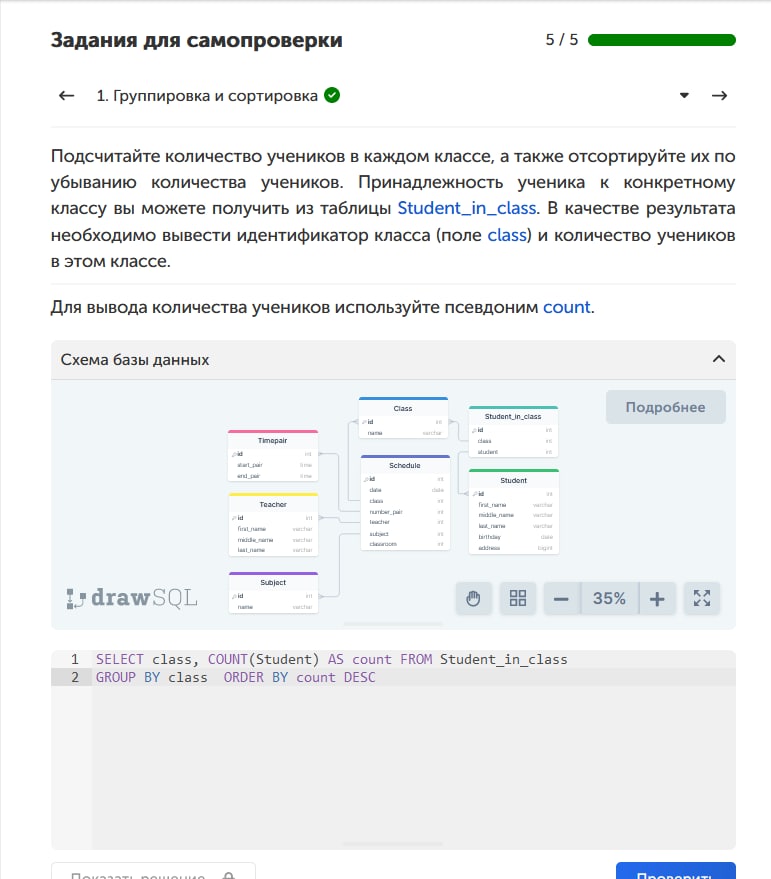 Задания для самопроверки
5 / 5
1. Группировка и сортировка
Подсчитайте количество учеников в каждом классе, а также отсортируйте их по
убыванию количества учеников. Принадлежность ученика к конкретному
классу вы можете получить из таблицы Student_in_class. В качестве результата
необходимо вывести идентификатор класса (поле class) и количество учеников
в этом классе.
Для вывода количества учеников используйте псевдоним count.
Схема базы данных
Подробнее
Class
id int
name varchar
Student_in_class
id int
class int
student int
Timepair
id int
start_pair time
end_pair time
Schedule
id int
date date
class int
number_pair int
teacher int
subject int
classroom int
Student
id int
first_name varchar
middle_name varchar
last_name varchar
birthday date
address bigint
Teacher
id int
first_name varchar
middle_name varchar
last_name varchar
Subject
id int
name varchar
drawSQL
35%
1 SELECT class, COUNT(Student) AS count FROM Student_in_class
2 GROUP BY class  ORDER BY count DESC
Показать решение
Проверить